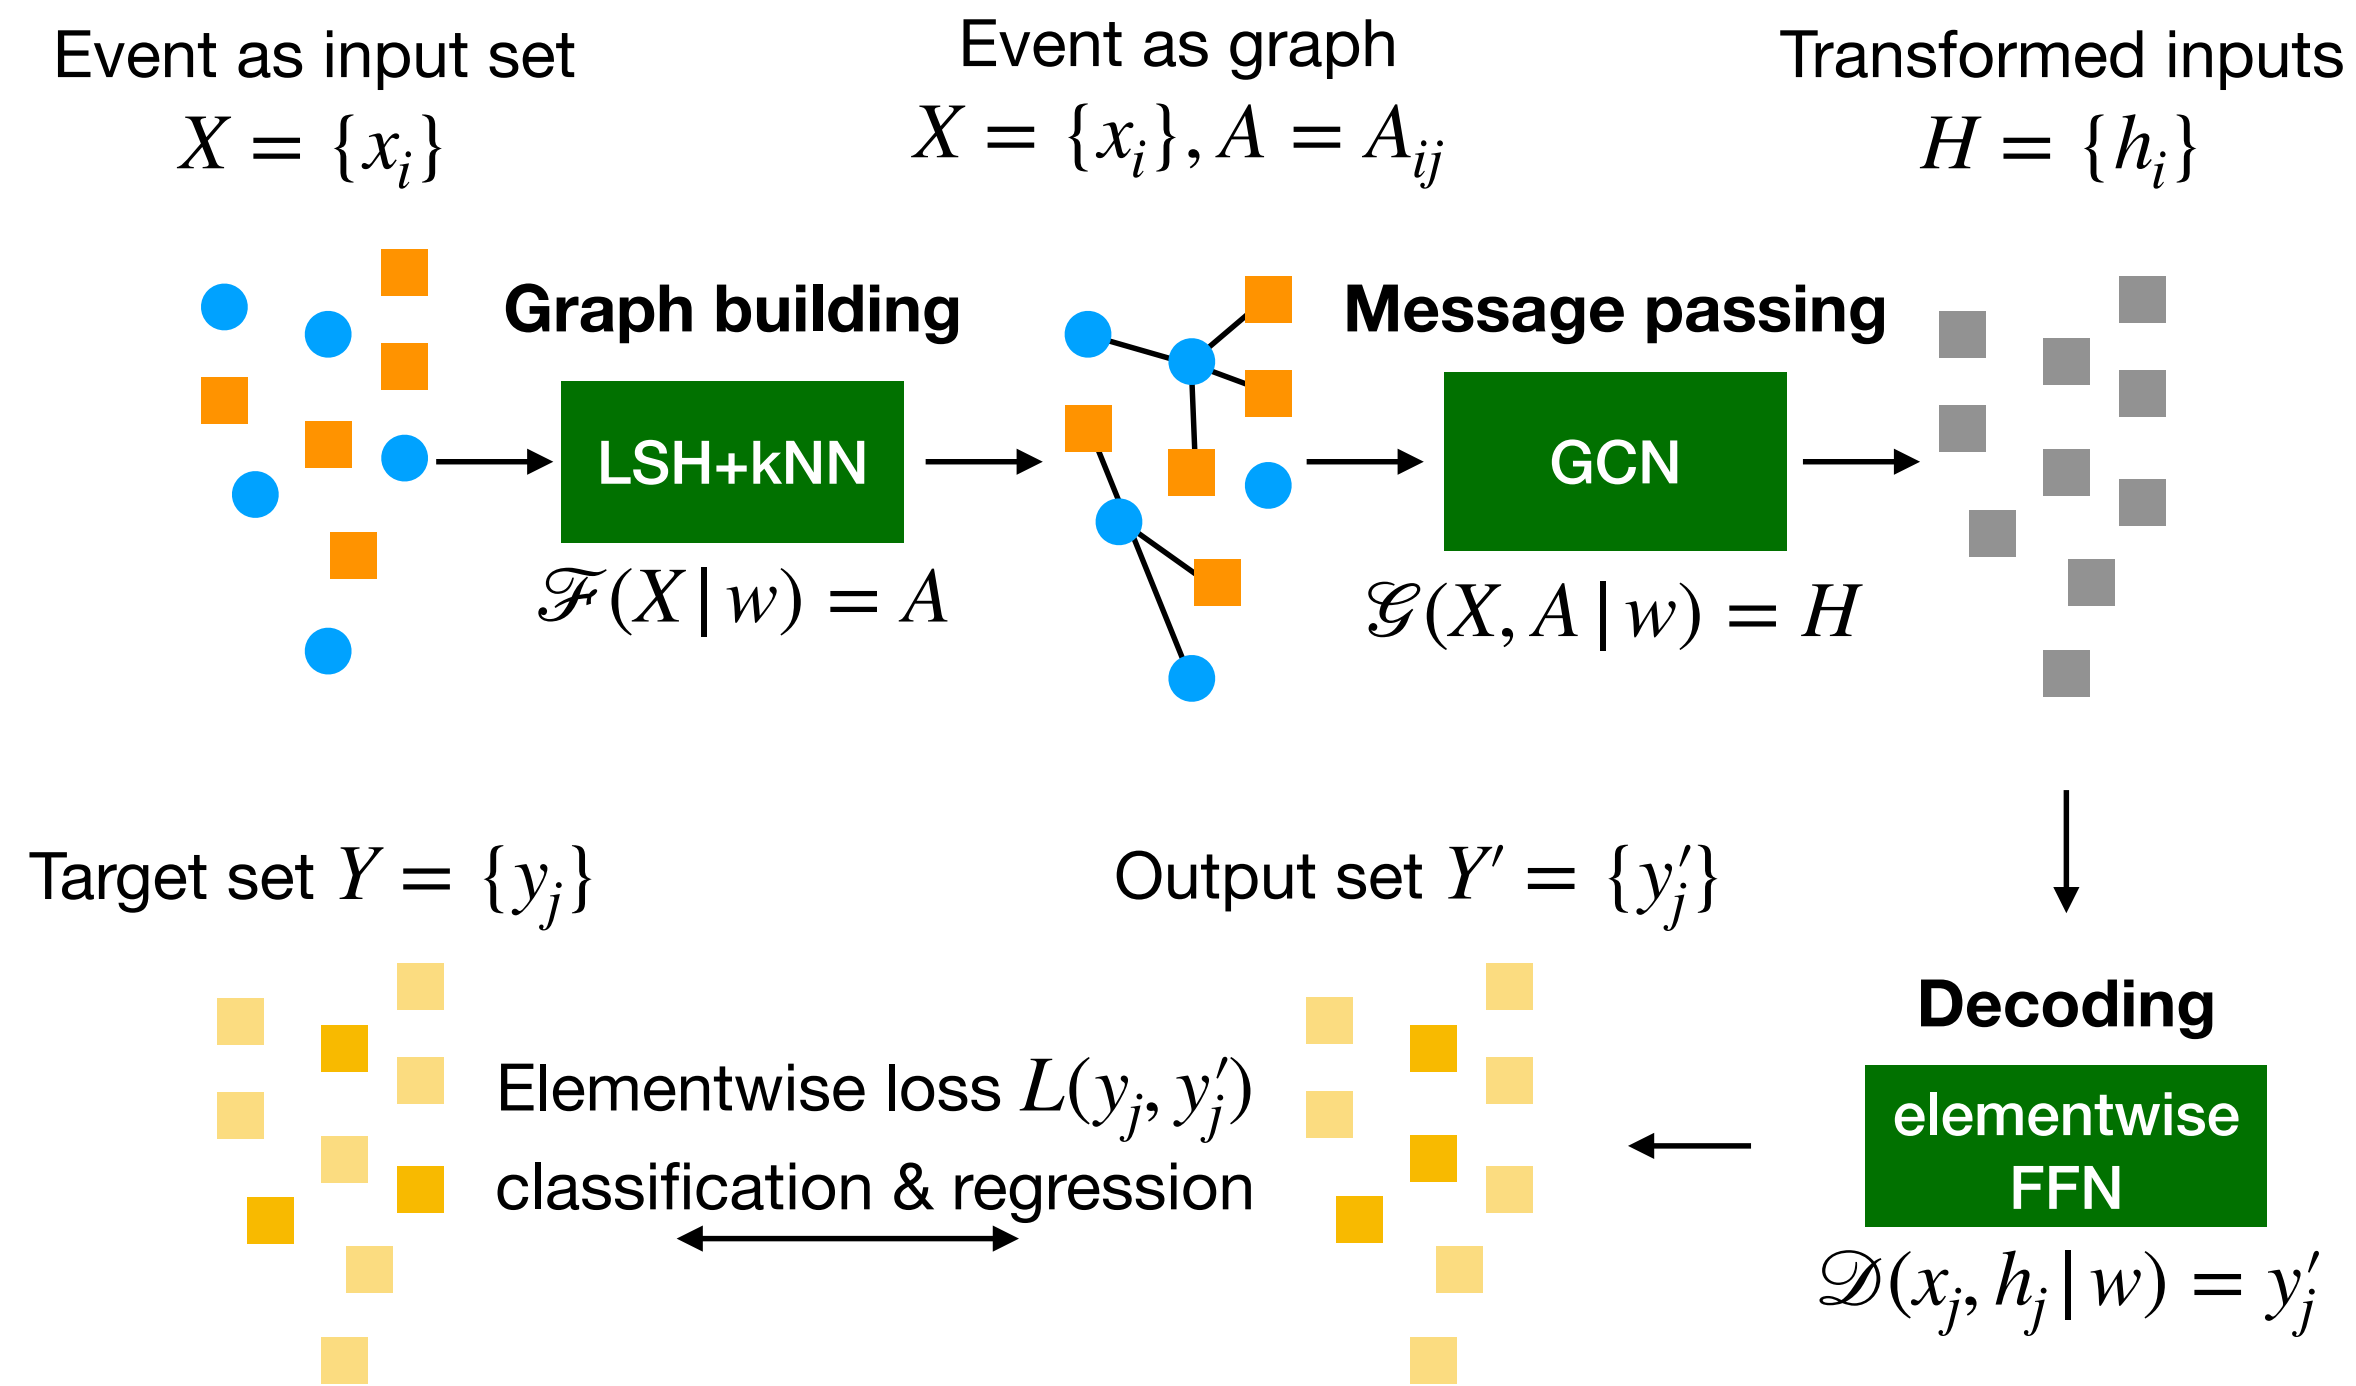 Event as input set
X = {x_i}
Event as graph
X = {x_i}, A = A_ij
Transformed inputs
H = {h_i}
Graph building
LSH+kNN
ℱ(X | w) = A
Message passing
GCN
𝒢(X, A | w) = H
Target set Y = {y_j}
Elementwise loss L(y_j, y′_j)
classification & regression
Output set Y′ = {y′_j}
Decoding
elementwise
FFN
𝒟(x_j, h_j | w) = y′_j